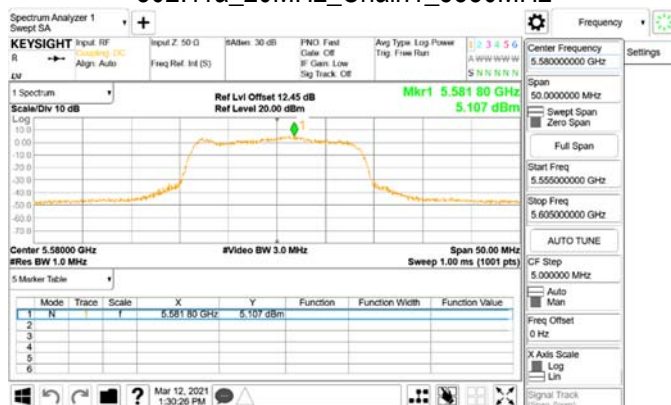 Spectrum Analyzer 1
Swept SA
Frequency
KEYSIGHT
R
Input: RF
Coupling: DC
Align: Auto
Input Z: 50 Ω
Freq Ref: Int (S)
#Atten: 30 dB
PNO: Fast
Gate: Off
IF Gain: Low
Sig Track: Off
Avg Type: Log-Power
Trig: Free Run
1 2 3 4 5 6
A W W W W W
S N N N N N
1 Spectrum
Scale/Div 10 dB
Ref Lvl Offset 12.45 dB
Ref Level 20.00 dBm
Mkr1 5.581 80 GHz
5.107 dBm
Log
10.0
0.00
-10.0
-20.0
-30.0
-40.0
-50.0
-60.0
-70.0
1
Center 5.58000 GHz
#Res BW 1.0 MHz
#Video BW 3.0 MHz
Span 50.00 MHz
Sweep 1.00 ms (1001 pts)
5 Marker Table
Mode Trace Scale X Y Function Function Width Function Value
1 N 1 f 5.581 80 GHz 5.107 dBm
2
3
4
5
6
Mar 12, 2021
1:30:26 PM
Center Frequency
5.580000000 GHz
Settings
Span
50.0000000 MHz
Swept Span
Zero Span
Full Span
Start Freq
5.555000000 GHz
Stop Freq
5.605000000 GHz
AUTO TUNE
CF Step
5.000000 MHz
Auto
Man
Freq Offset
0 Hz
X Axis Scale
Log
Lin
Signal Track